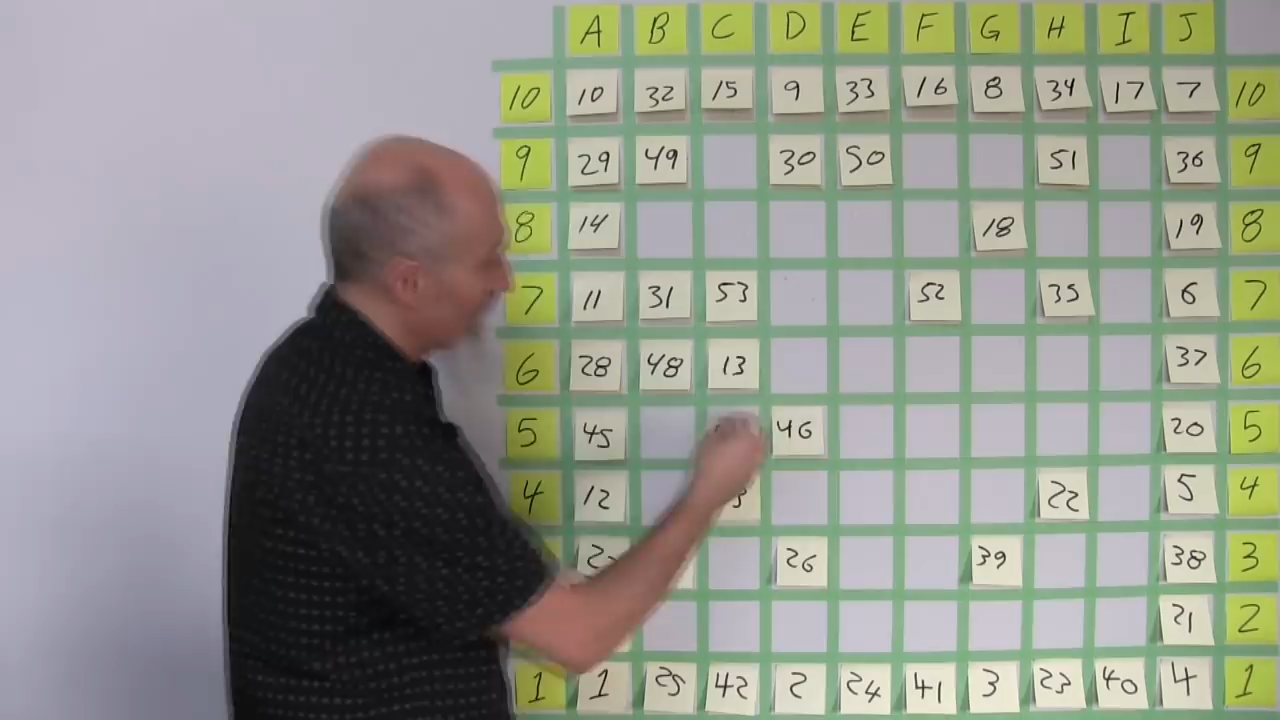 A B C D E F G H I J
10 10 32 15 9 33 16 8 34 17 7 10
9 29 49 30 50 51 36 9
8 14 18 19 8
7 11 31 53 52 35 6 7
6 28 48 13 37 6
5 45 46 20 5
4 12 22 5 4
26 39 38 3
21 2
1 1 25 42 2 24 41 3 23 40 4 1